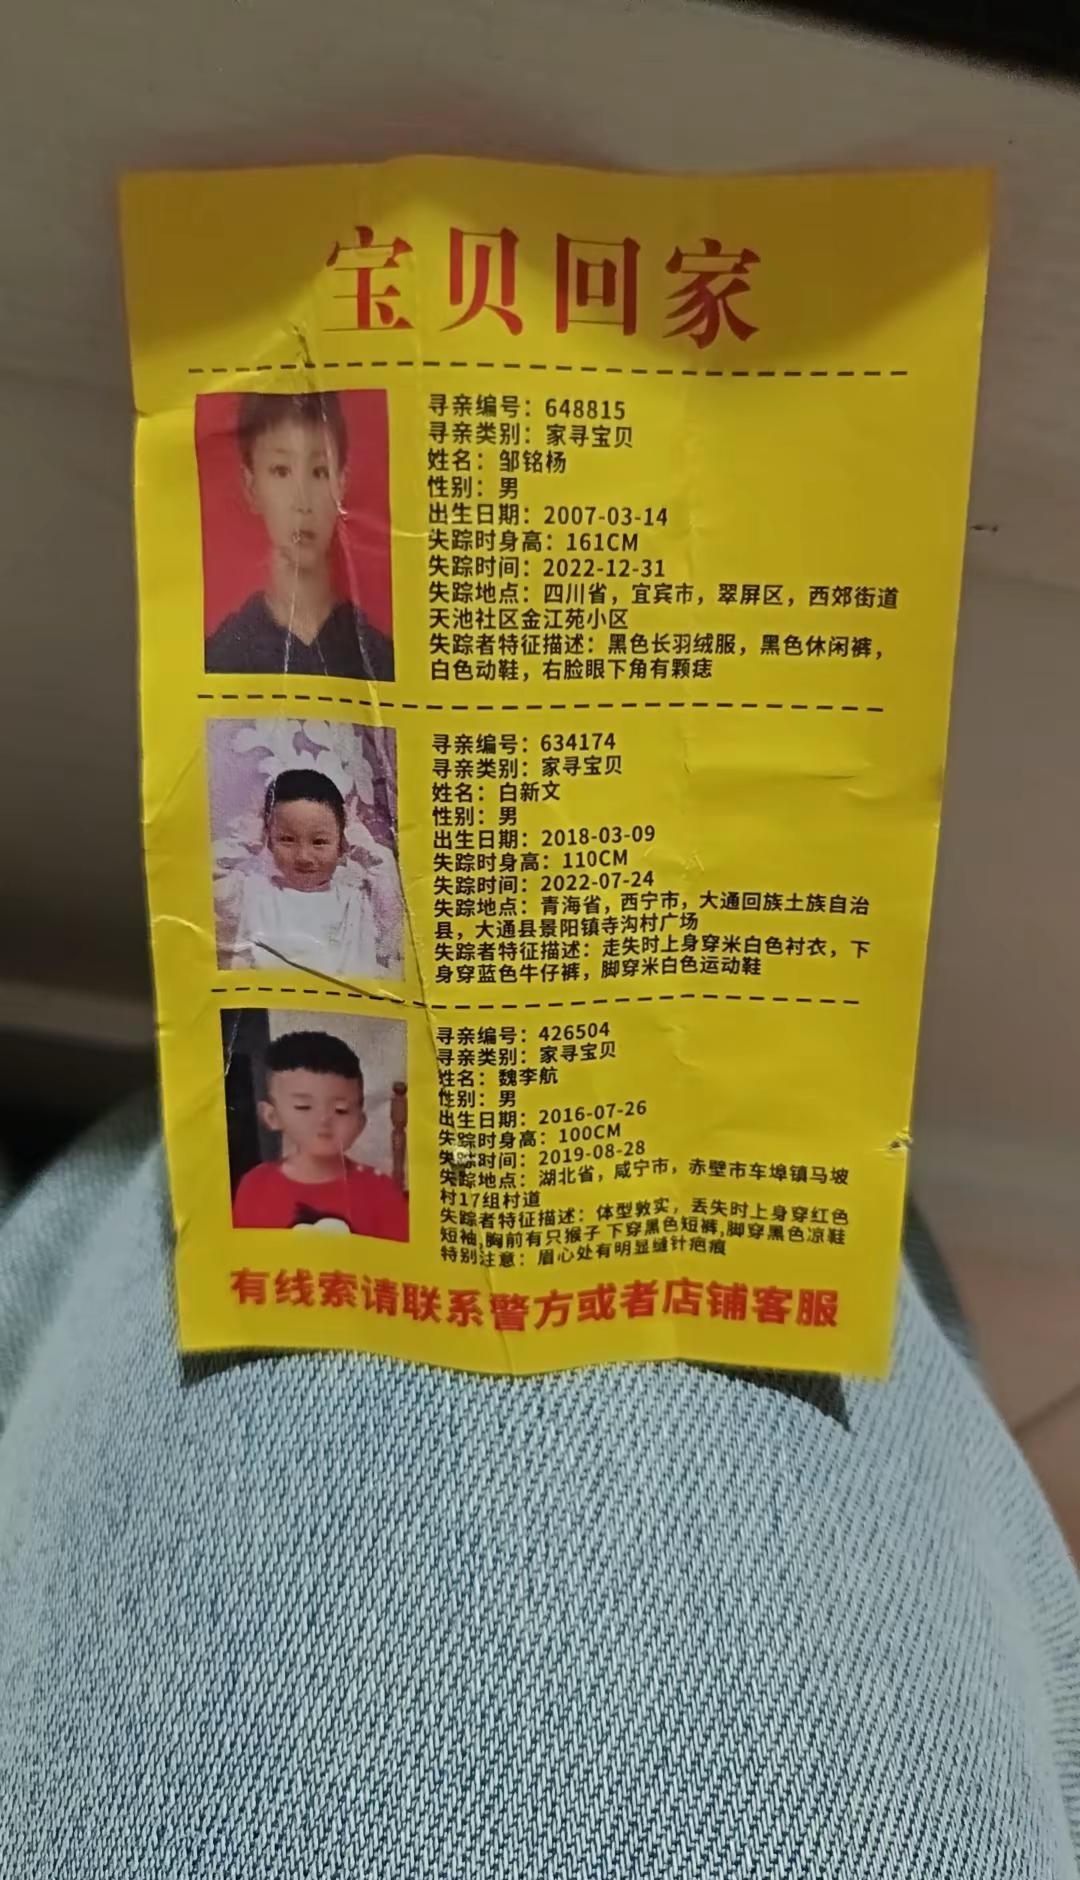 宝贝回家
寻亲编号：648815
寻亲类别：家寻宝贝
姓名：邹铭杨
性别：男
出生日期：2007-03-14
失踪时身高：161CM
失踪时间：2022-12-31
失踪地点：四川省，宜宾市，翠屏区，西郊街道
天池社区金江苑小区
失踪者特征描述：黑色长羽绒服，黑色休闲裤，
白色动鞋，右脸眼下角有颗痣
寻亲编号：634174
寻亲类别：家寻宝贝
姓名：白新文
性别：男
出生日期：2018-03-09
失踪时身高：110CM
失踪时间：2022-07-24
失踪地点：青海省，西宁市，大通回族土族自治
县，大通县景阳镇寺沟村广场
失踪者特征描述：走失时上身穿米白色衬衣，下
身穿蓝色牛仔裤，脚穿米白色运动鞋
寻亲编号：426504
寻亲类别：家寻宝贝
姓名：魏李航
性别：男
出生日期：2016-07-26
失踪时身高：100CM
失踪时间：2019-08-28
失踪地点：湖北省，咸宁市，赤壁市车埠镇马坡
村17组村道
失踪者特征描述：体型敦实，丢失时上身穿红色
短袖,胸前有只猴子 下穿黑色短裤,脚穿黑色凉鞋
特别注意：眉心处有明显缝针疤痕
有线索请联系警方或者店铺客服